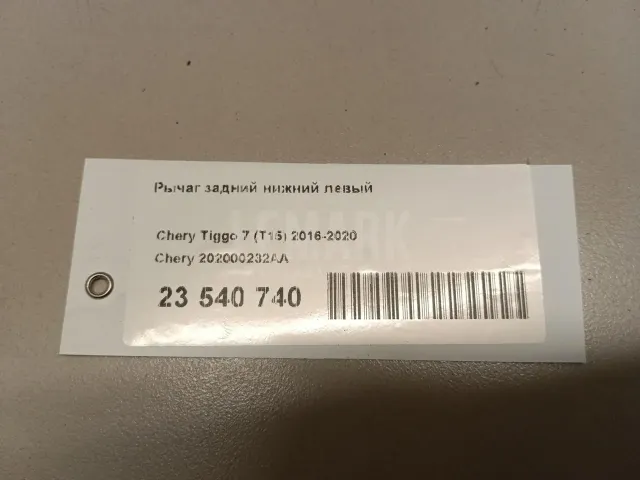 Рычаг задний нижний левый
Chery Tiggo 7 (T15) 2016-2020
Chery 202000232AA
23 540 740